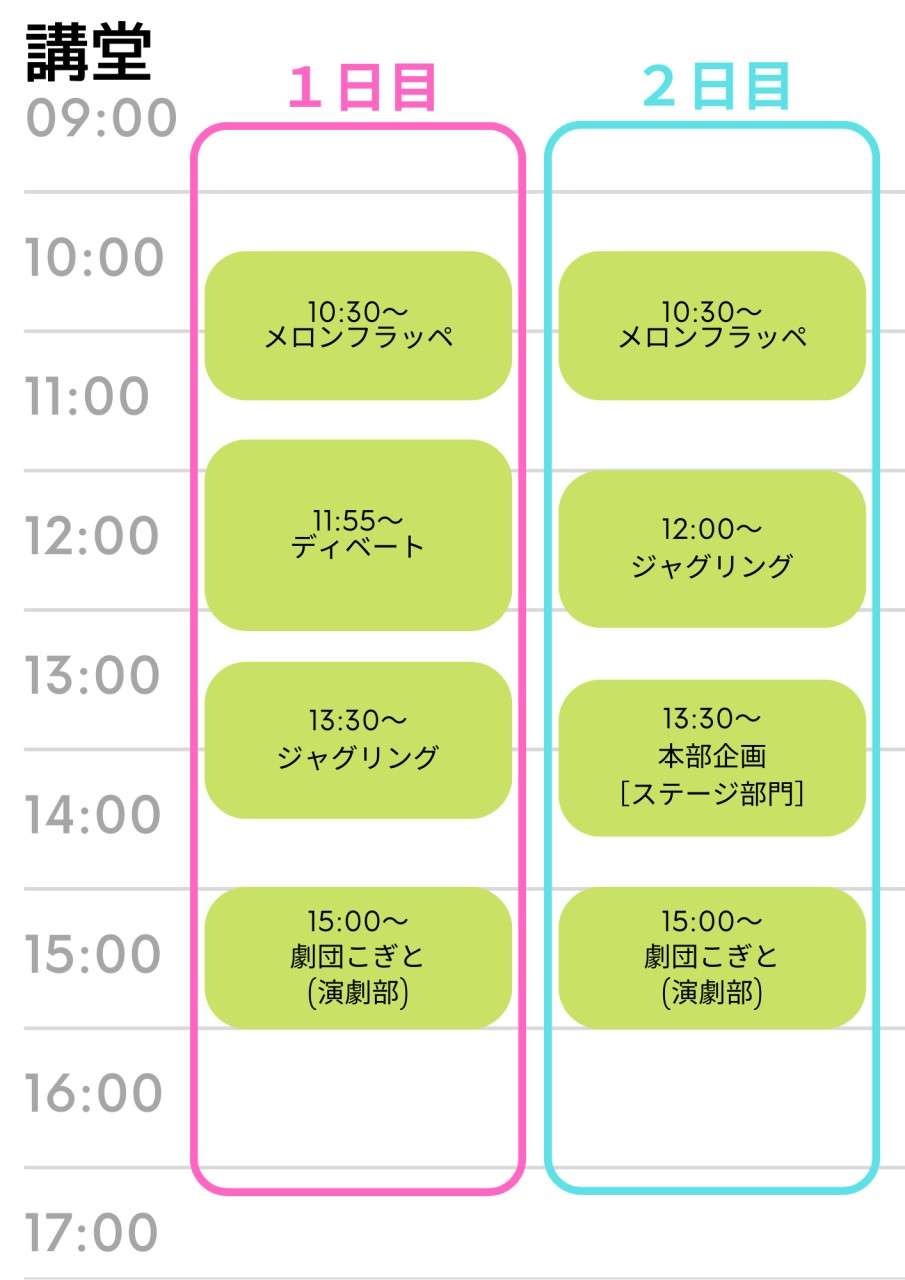 講堂
1日目
2日目
09:00
10:00
10:30～
メロンフラッペ
10:30～
メロンフラッペ
11:00
11:55～
ディベート
12:00
12:00～
ジャグリング
13:00
13:30～
ジャグリング
13:30～
本部企画
[ステージ部門]
14:00
15:00
15:00～
劇団こぎと
(演劇部)
15:00～
劇団こぎと
(演劇部)
16:00
17:00